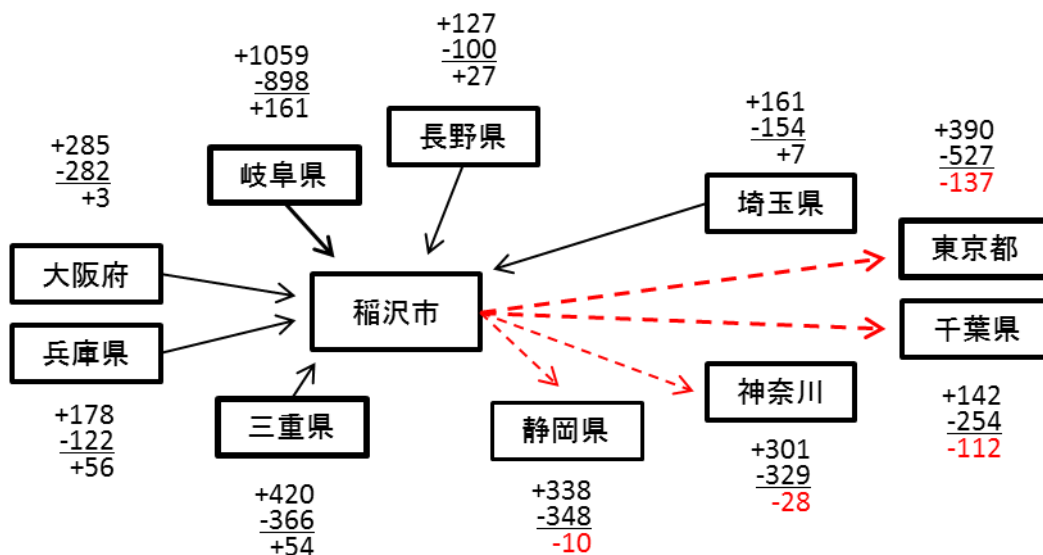 +127
-100
+27
+1059
-898
+161
+161
-154
+7
+390
-527
-137
+285
-282
+3
長野県
岐阜県
埼玉県
東京都
大阪府
稲沢市
千葉県
兵庫県
神奈川
三重県
静岡県
+178
-122
+56
+142
-254
-112
+301
-329
-28
+420
-366
+54
+338
-348
-10